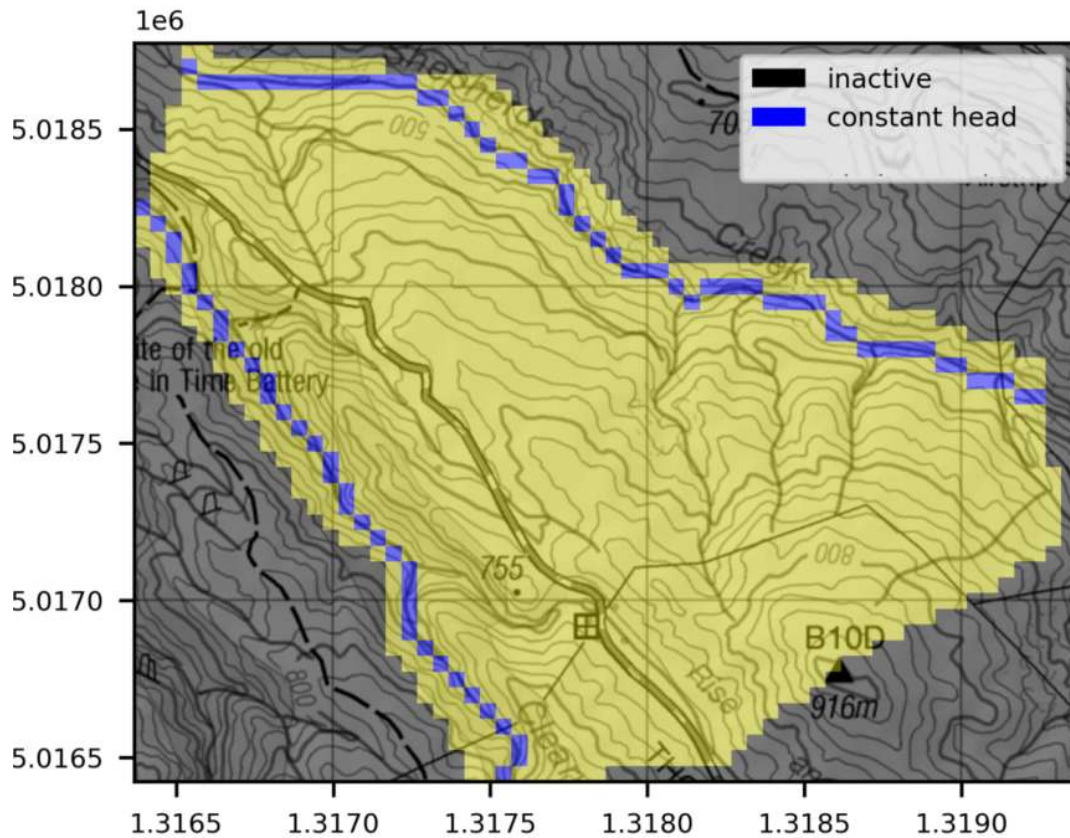 1e6
Shepherds
inactive
constant head
5.0185
500
Creek
5.0180
ite of the old
e In Time Battery
5.0175
755
800
5.0170
B10D
Rise
916m
800
Clear
5.0165
1.3165 1.3170 1.3175 1.3180 1.3185 1.3190